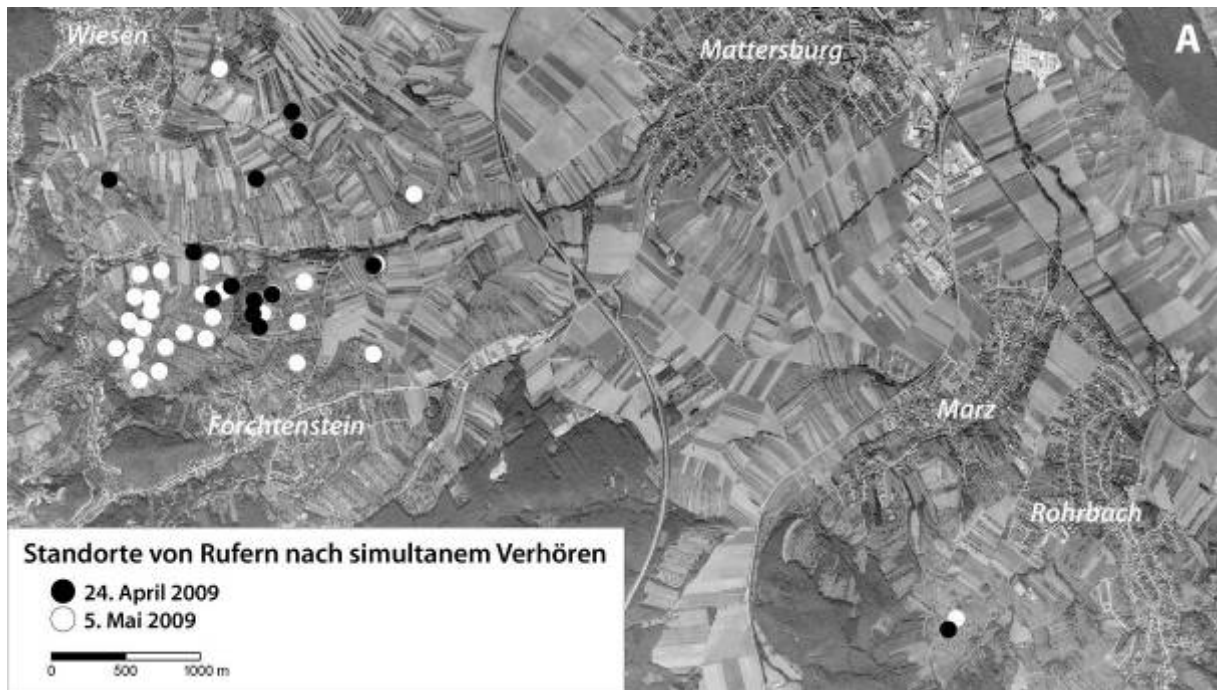 Wiesen
Mattersburg
A
Forchtenstein
Marz
Rohrbach
Standorte von Rufern nach simultanem Verhören
24. April 2009
5. Mai 2009
0 500 1000 m